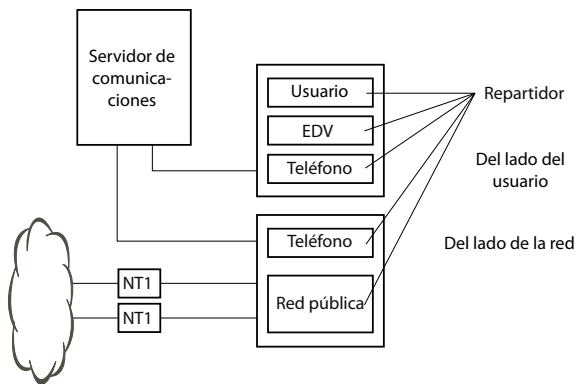 Servidor de
comunica-
ciones
Usuario
EDV
Teléfono
Repartidor
Del lado del
usuario
Teléfono
Del lado de la red
NT1
NT1
Red pública